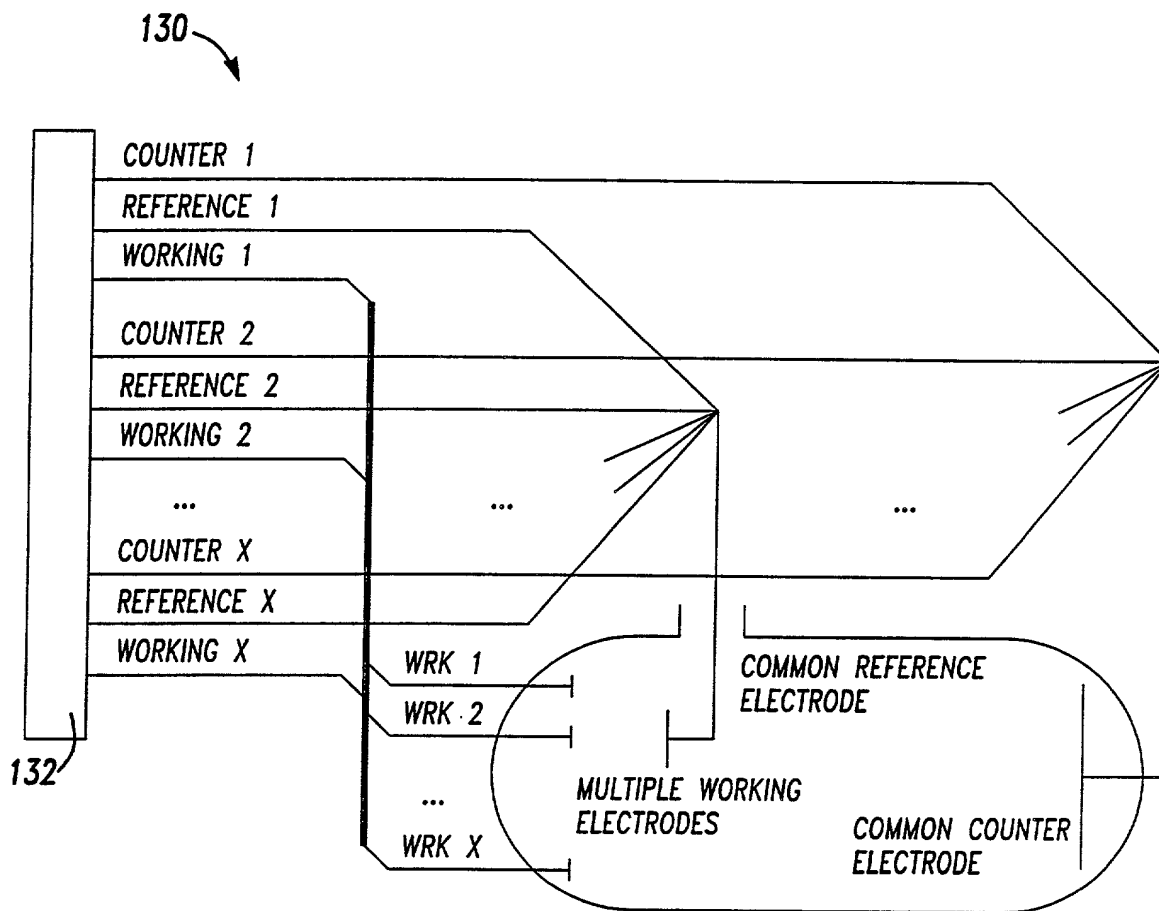 130
COUNTER 1
REFERENCE 1
WORKING 1
COUNTER 2
REFERENCE 2
WORKING 2
... ... ...
COUNTER X
REFERENCE X
WORKING X
132
WRK 1
WRK 2
...
WRK X
COMMON REFERENCE
ELECTRODE
MULTIPLE WORKING
ELECTRODES
COMMON COUNTER
ELECTRODE